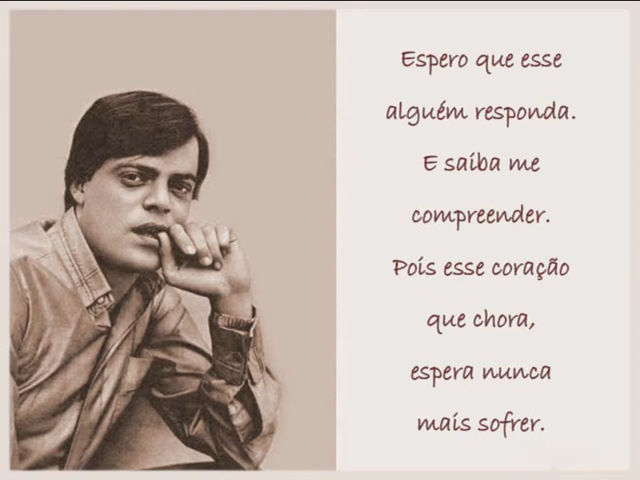 Espero que esse
alguém responda.
E saiba me
compreender.
Pois esse coração
que chora,
espera nunca
mais sofrer.